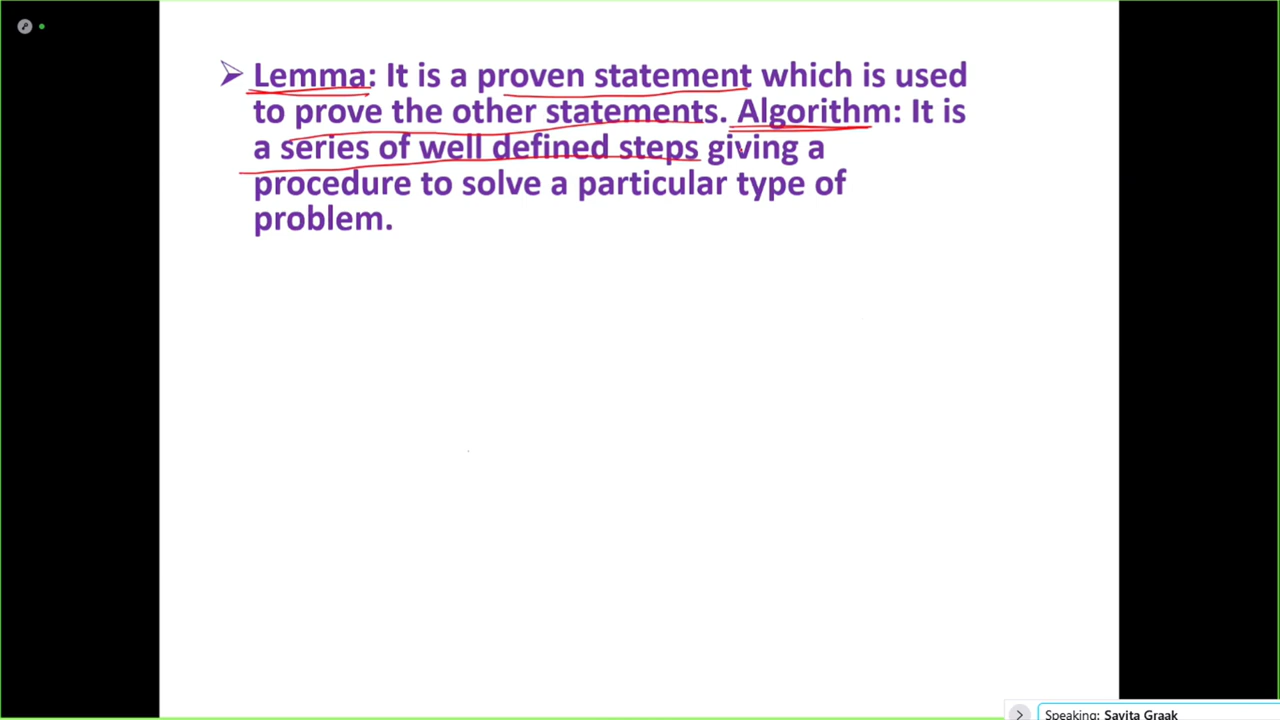 Lemma: It is a proven statement which is used
to prove the other statements. Algorithm: It is
a series of well defined steps giving a
procedure to solve a particular type of
problem.
Speaking: Savita Graak